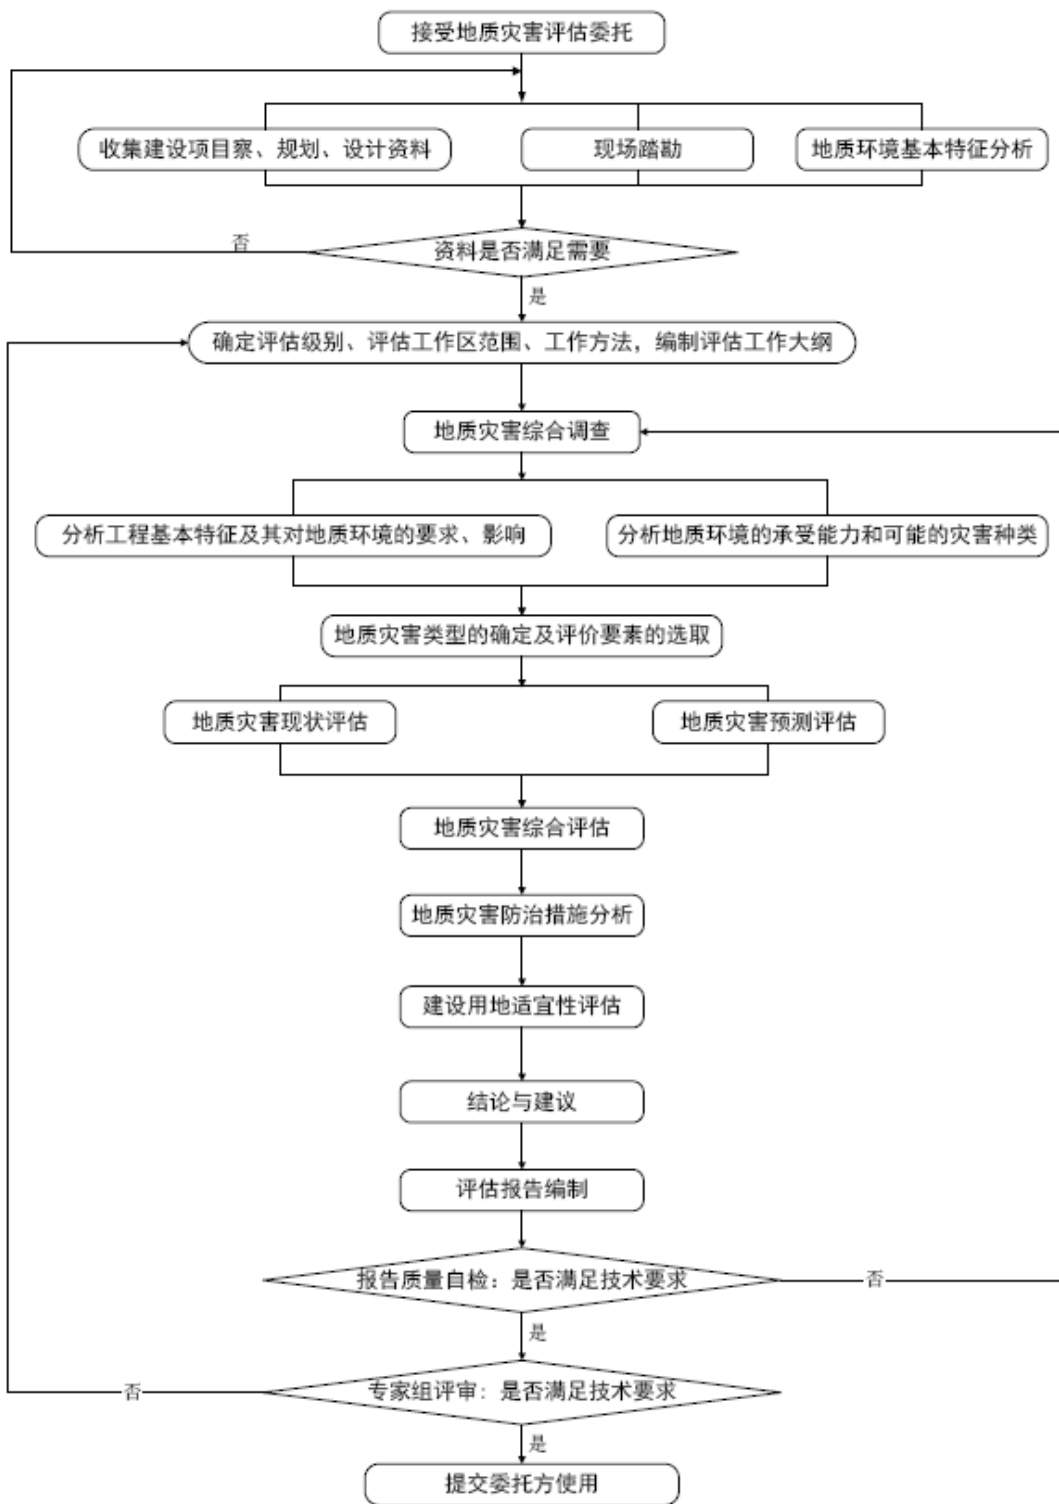 接受地质灾害评估委托
收集建设项目察、规划、设计资料
现场踏勘
地质环境基本特征分析
否
资料是否满足需要
是
确定评估级别、评估工作区范围、工作方法，编制评估工作大纲
地质灾害综合调查
分析工程基本特征及其对地质环境的要求、影响
分析地质环境的承受能力和可能的灾害种类
地质灾害类型的确定及评价要素的选取
地质灾害现状评估
地质灾害预测评估
地质灾害综合评估
地质灾害防治措施分析
建设用地适宜性评估
结论与建议
评估报告编制
报告质量自检：是否满足技术要求
否
是
否
专家组评审：是否满足技术要求
是
提交委托方使用